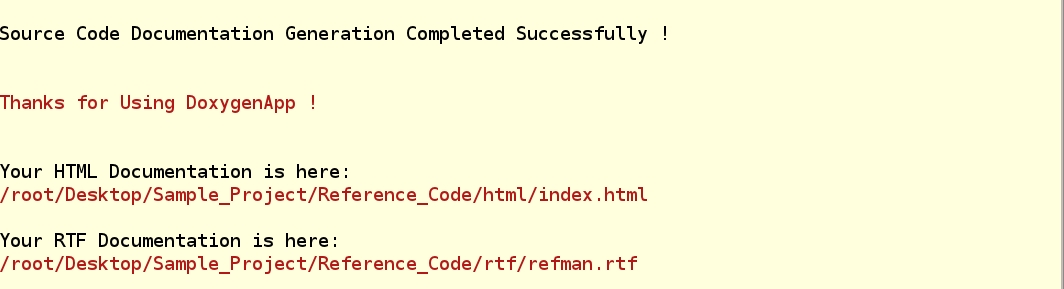 Source Code Documentation Generation Completed Successfully !
Thanks for Using DoxygenApp !
Your HTML Documentation is here:
/root/Desktop/Sample_Project/Reference_Code/html/index.html
Your RTF Documentation is here:
/root/Desktop/Sample_Project/Reference_Code/rtf/refman.rtf